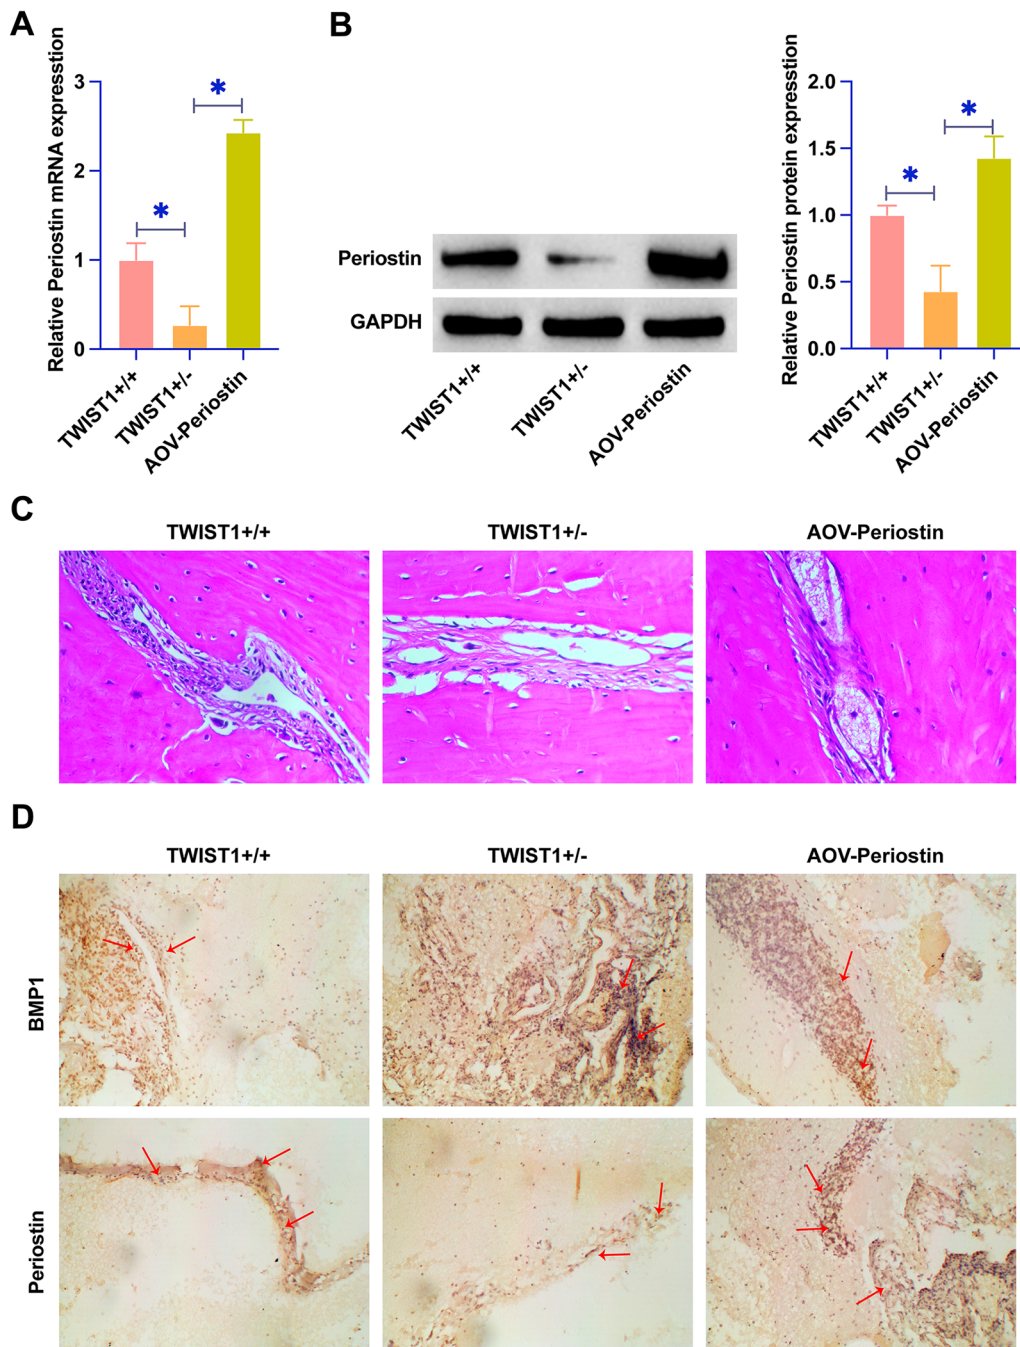 A
Relative Periostin mRNA expresstion
3
2
1
0
*
*
TWIST1+/+
TWIST1+/-
AOV-Periostin
B
Periostin
GAPDH
TWIST1+/+
TWIST1+/-
AOV-Periostin
Relative Periostin protein expresstion
2.0
1.5
1.0
0.5
0.0
*
*
TWIST1+/+
TWIST1+/-
AOV-Periostin
C
TWIST1+/+ TWIST1+/- AOV-Periostin
D
TWIST1+/+ TWIST1+/- AOV-Periostin
BMP1
Periostin